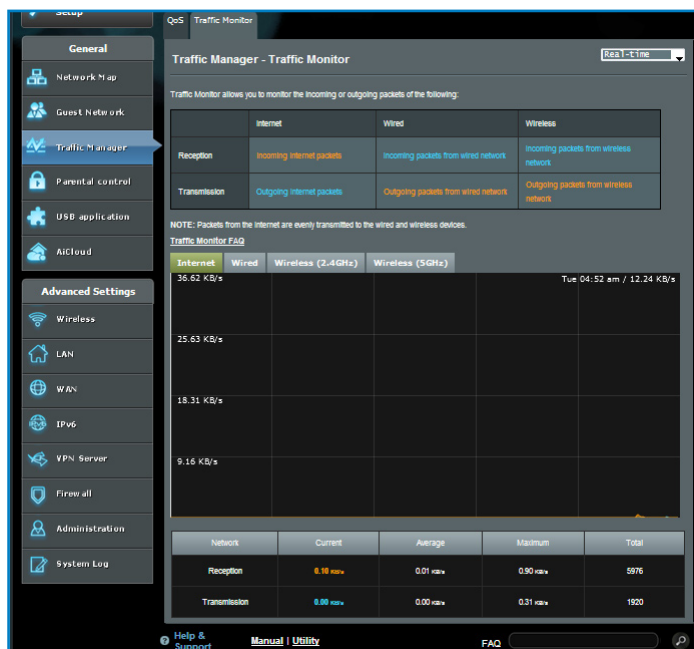 Setup
QoS Traffic Monitor
General
Network Map
Guest Network
Traffic Manager
Parental control
USB application
AiCloud
Advanced Settings
Wireless
LAN
WAN
IPv6
VPN Server
Firewall
Administration
System Log
Traffic Manager - Traffic Monitor
Real-time
Traffic Monitor allows you to monitor the incoming or outgoing packets of the following:
Internet Wired Wireless
Reception Incoming Internet packets Incoming packets from wired network Incoming packets from wireless network
Transmission Outgoing Internet packets Outgoing packets from wired network Outgoing packets from wireless network
NOTE: Packets from the Internet are evenly transmitted to the wired and wireless devices.
Traffic Monitor FAQ
Internet Wired Wireless (2.4GHz) Wireless (5GHz)
36.62 KB/s Tue 04:52 am / 12.24 KB/s
25.63 KB/s
18.31 KB/s
9.16 KB/s
Network Current Average Maximum Total
Reception 0.10 KB/s 0.01 KB/s 0.90 KB/s 5976
Transmission 0.00 KB/s 0.00 KB/s 0.31 KB/s 1920
Help & Support Manual | Utility FAQ